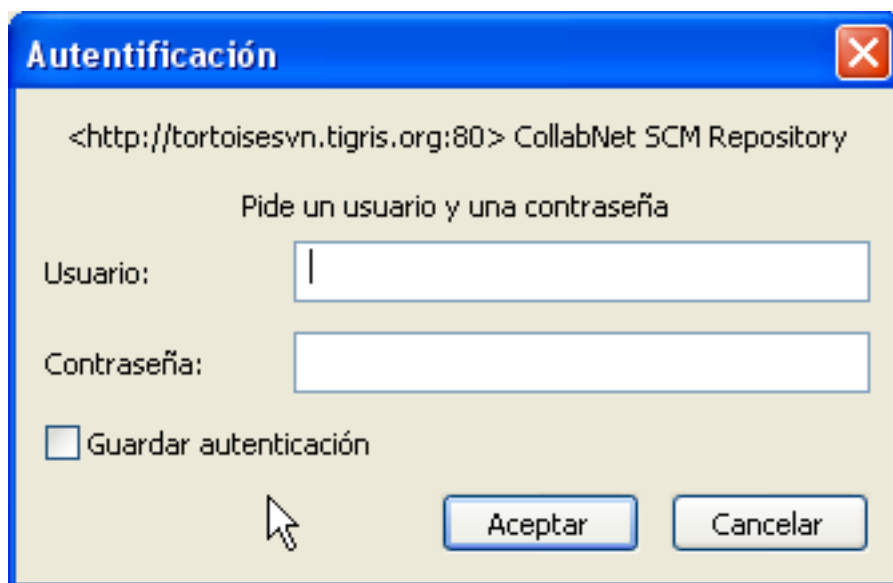 Autentificación
<http://tortoisesvn.tigris.org:80> CollabNet SCM Repository
Pide un usuario y una contraseña
Usuario:
Contraseña:
Guardar autenticación
Aceptar Cancelar